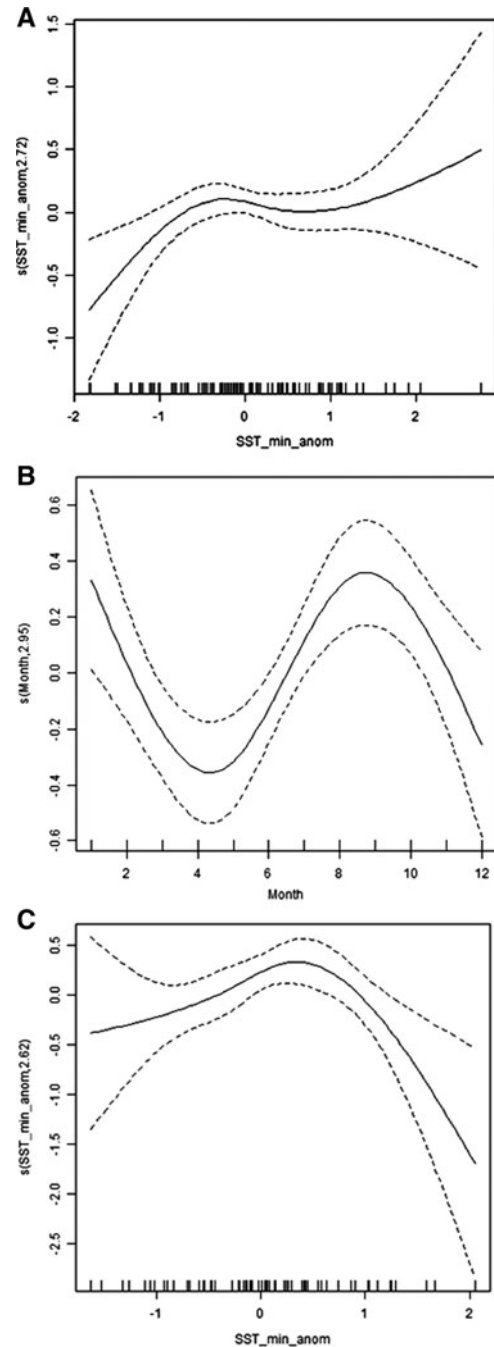 A
s(SST_min_anom,2.72)
1.5
1.0
0.5
0.0
-0.5
-1.0
-2 -1 0 1 2
SST_min_anom
B
s(Month,2.95)
0.6
0.4
0.2
0.0
-0.2
-0.4
-0.6
2 4 6 8 10 12
Month
C
s(SST_min_anom,2.62)
0.5
0.0
-0.5
-1.0
-1.5
-2.0
-2.5
-1 0 1 2
SST_min_anom